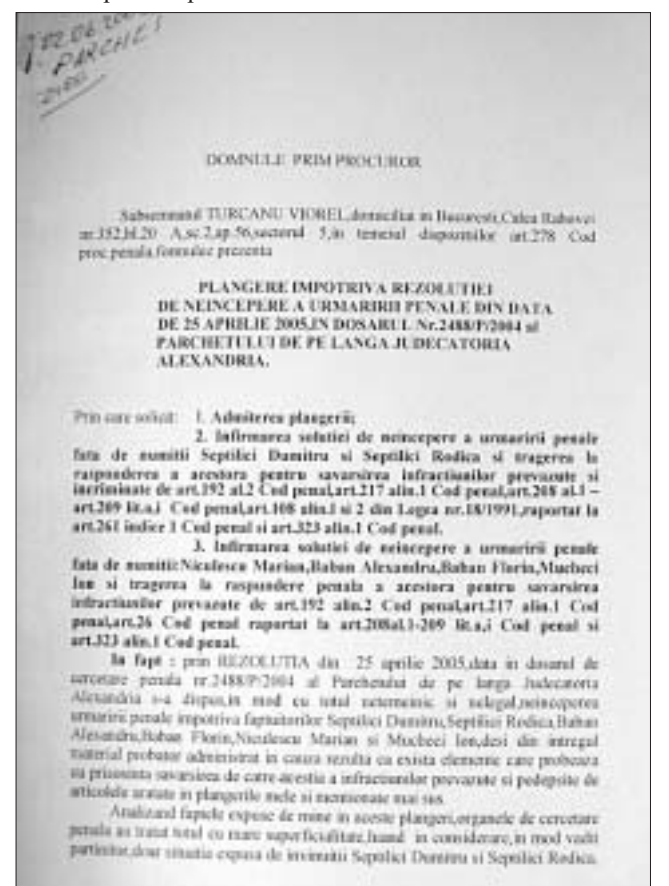 02.06
PARCHET
2488
DOMNULE PRIM PROCUROR
Subsemnatul TURCANU VIOREL,domiciliat in Bucuresti,Calea Rahovei
nr.352,bl.20 A,sc.2,ap.56,sectorul 5,in temeiul dispozitiilor art.278 Cod
proc.penala,formulez prezenta
PLANGERE IMPOTRIVA REZOLUTIEI
DE NEINCEPERE A URMARIRII PENALE DIN DATA
DE 25 APRILIE 2005,IN DOSARUL Nr.2488/P/2004 al
PARCHETULUI DE PE LANGA JUDECATORIA
ALEXANDRIA.
Prin care solicit: 1. Admiterea plangerii;
2. Infirmarea solutiei de neincepere a urmaririi penale
fata de numitii Septilici Dumitru si Septilici Rodica si tragerea la
raspunderea a acestora pentru savarsirea infractiunilor prevazute si
incriminate de art.192 al.2 Cod penal,art.217 alin.1 Cod penal,art.208 al.1 –
art.209 lit.a,i Cod penal,art.108 alin.1 si 2 din Legea nr.18/1991,raportat la
art.261 indice 1 Cod penal si art.323 alin.1 Cod penal.
3. Infirmarea solutiei de neincepere a urmaririi penale
fata de numitii:Niculescu Marian,Baban Alexandru,Baban Florin,Mucheci
Ion si tragerea la raspundere penala a acestora pentru savarsirea
infractiunilor prevazute de art.192 alin.2 Cod penal,art.217 alin.1 Cod
penal,art.26 Cod penal raportat la art.208al.1-209 lit.a,i Cod penal si
art.323 alin.1 Cod penal.
In fapt : prin REZOLUTIA din 25 aprilie 2005,data in dosarul de
cercetare penala nr.2488/P/2004 al Parchetului de pe langa Judecatoria
Alexandria s-a dispus,in mod cu totul netemeinic si nelegal,neinceperea
urmaririi penale impotriva faptuitorilor Septilici Dumitru,Septilici Rodica,Baban
Alexandru,Baban Florin,Niculescu Marian si Mucheci Ion,desi din intregul
material probator administrat in cauza rezulta ca exista elemente care probeaza
cu prisosinta savarsirea de catre acestia a infractiunilor prevazute si pedepsite de
articolele aratate in plangerile mele si mentionate mai sus.
Analizand faptele expuse de mine in aceste plangeri,organele de cercetare
penala au tratat totul cu mare superficialitate,luand in considerare,in mod vadit
partinitor,doar situatia expusa de invinuitii Septilici Dumitru si Septilici Rodica.